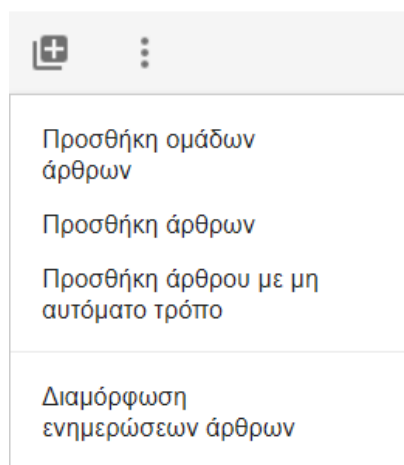 Προσθήκη ομάδων
άρθρων
Προσθήκη άρθρων
Προσθήκη άρθρου με μη
αυτόματο τρόπο
Διαμόρφωση
ενημερώσεων άρθρων